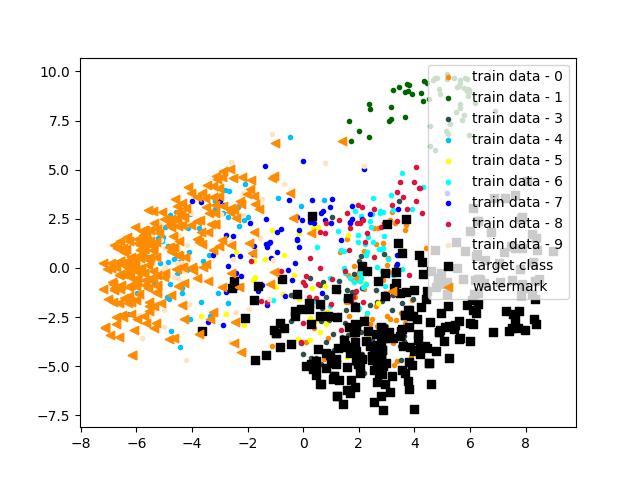 10.0
7.5
5.0
2.5
0.0
−2.5
−5.0
−7.5
−8 −6 −4 −2 0 2 4 6 8
train data - 0
train data - 1
train data - 3
train data - 4
train data - 5
train data - 6
train data - 7
train data - 8
train data - 9
target class
watermark